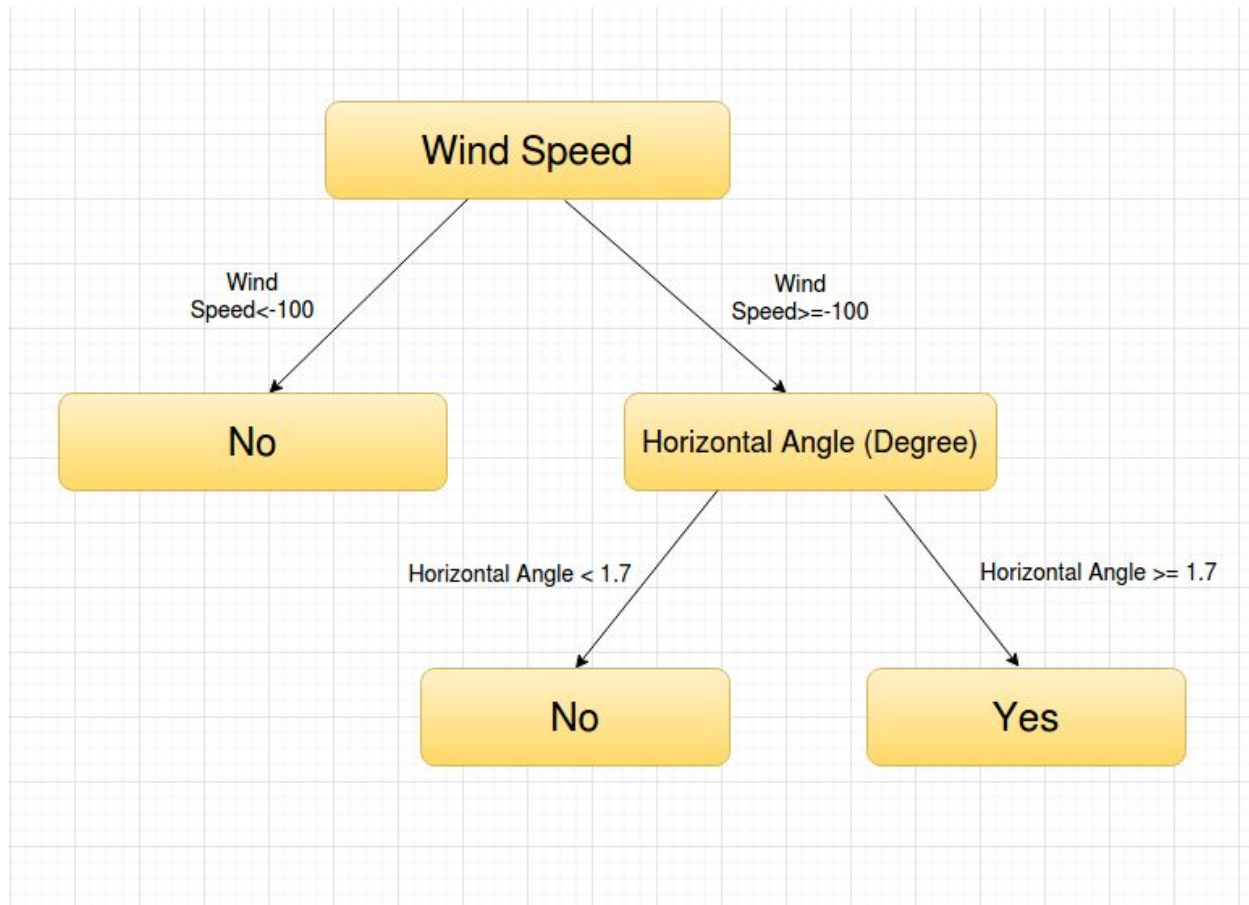 Wind Speed
Wind
Speed<-100
Wind
Speed>=-100
No
Horizontal Angle (Degree)
Horizontal Angle < 1.7
Horizontal Angle >= 1.7
No
Yes